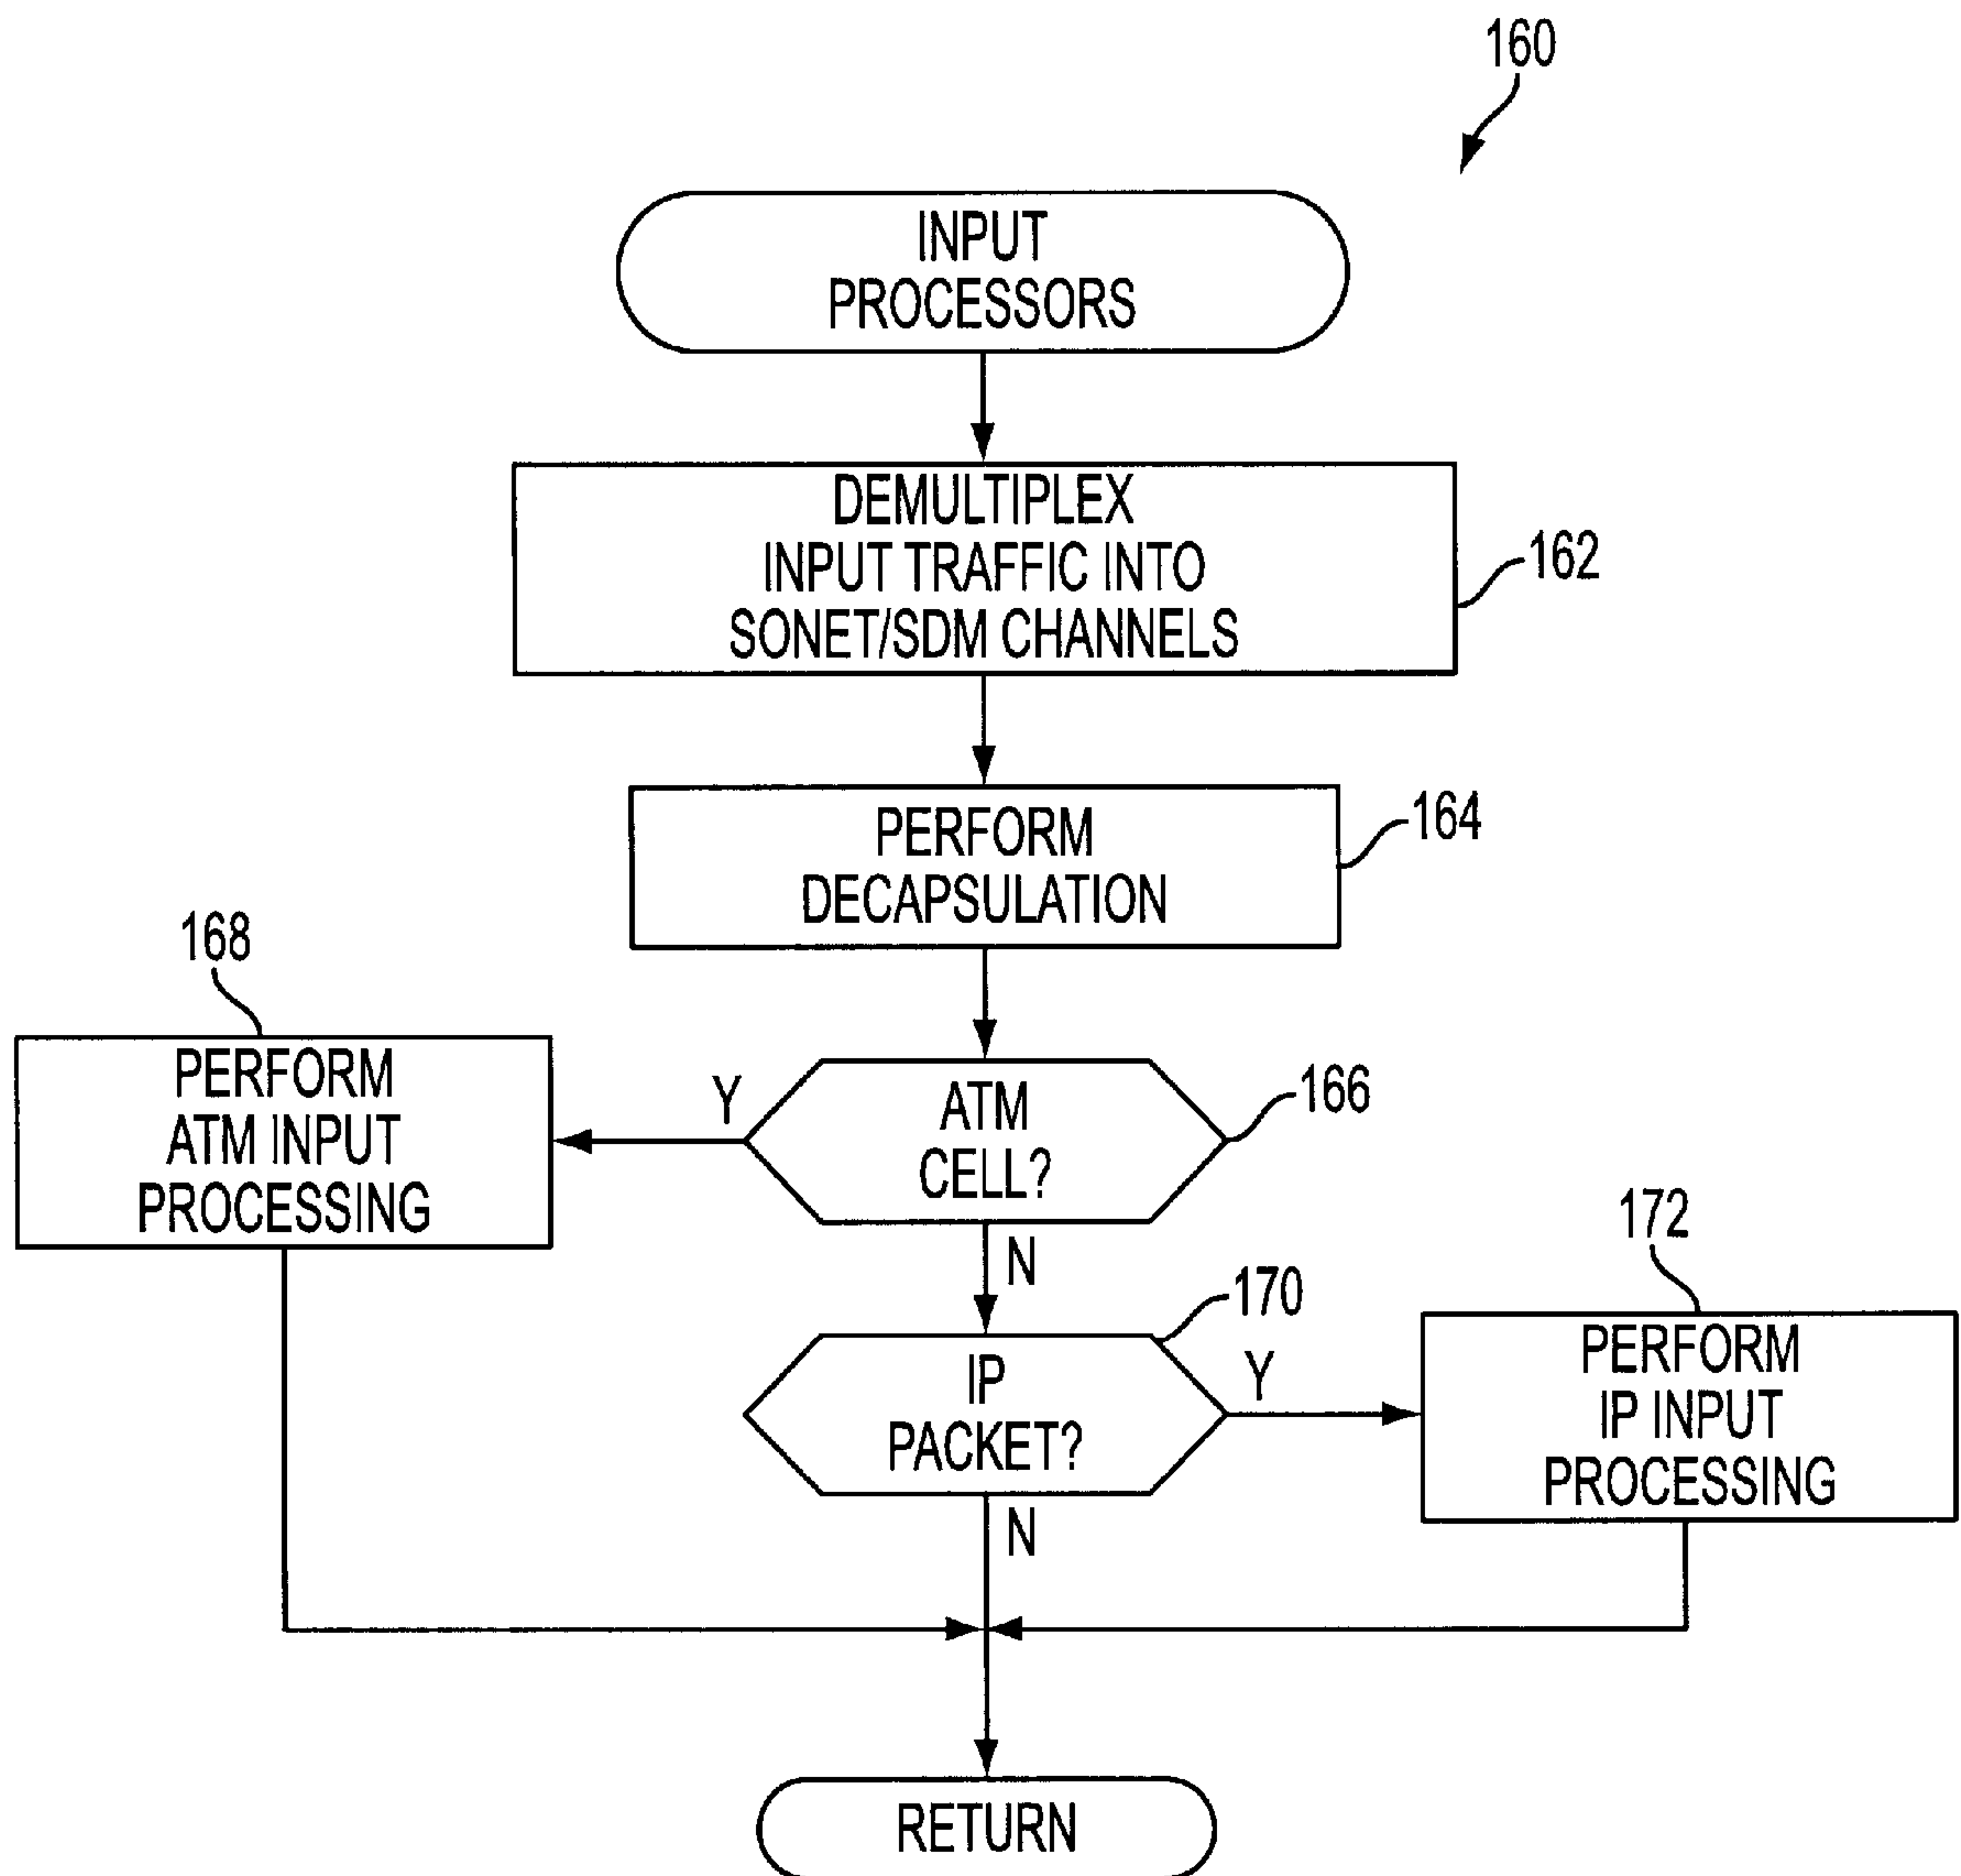 160
INPUT
PROCESSORS
DEMULTIPLEX
INPUT TRAFFIC INTO
SONET/SDM CHANNELS
162
PERFORM
DECAPSULATION
164
168
PERFORM
ATM INPUT
PROCESSING
Y
ATM
CELL?
166
N
170
172
IP
PACKET?
Y
PERFORM
IP INPUT
PROCESSING
N
RETURN